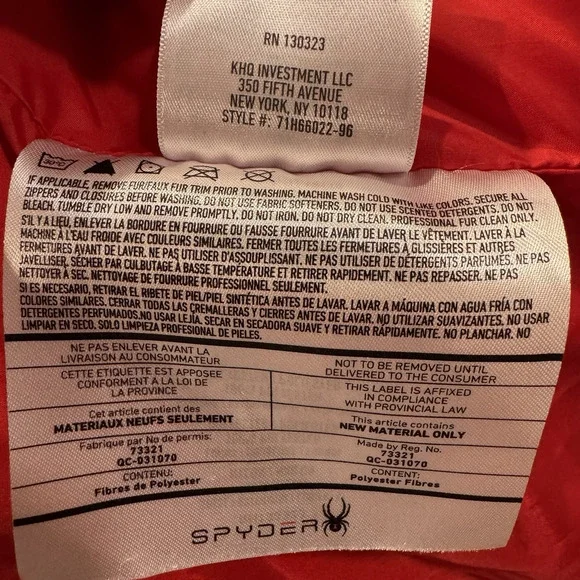 RN 130323
KHQ INVESTMENT LLC
350 FIFTH AVENUE
NEW YORK, NY 10118
STYLE #: 71H66022-96
30°C
IF APPLICABLE, REMOVE FUR/FAUX FUR TRIM PRIOR TO WASHING. MACHINE WASH COLD WITH LIKE COLORS. SECURE ALL
ZIPPERS AND CLOSURES BEFORE WASHING. DO NOT USE FABRIC SOFTENERS. DO NOT USE SCENTED DETERGENTS. DO NOT
BLEACH. TUMBLE DRY LOW AND REMOVE PROMPTLY. DO NOT IRON. DO NOT DRY CLEAN. PROFESSIONAL FUR CLEAN ONLY.
S'IL Y A LIEU, ENLEVER LA BORDURE EN FOURRURE OU FAUSSE FOURRURE AVANT DE LAVER LE VÊTEMENT. LAVER À LA
MACHINE À L'EAU FROIDE AVEC COULEURS SIMILAIRES. FERMER TOUTES LES FERMETURES À GLISSIÈRES ET AUTRES
FERMETURES AVANT DE LAVER. NE PAS UTILISER D'ASSOUPLISSANT. NE PAS UTILISER DE DÉTERGENTS PARFUMÉS. NE PAS
JAVELLISER. SÉCHER PAR CULBUTAGE À BASSE TEMPÉRATURE ET RETIRER RAPIDEMENT. NE PAS REPASSER. NE PAS
NETTOYER À SEC. NETTOYAGE DE FOURRURE PROFESSIONNEL SEULEMENT.
SI ES NECESARIO, RETIRAR EL RIBETE DE PIEL/PIEL SINTÉTICA ANTES DE LAVAR. LAVAR A MÁQUINA CON AGUA FRÍA CON
COLORES SIMILARES. CERRAR TODAS LAS CREMALLERAS Y CIERRES ANTES DE LAVAR. NO UTILIZAR SUAVIZANTES. NO USAR
DETERGENTES PERFUMADOS.NO USAR LEJÍA. SECAR EN SECADORA SUAVE Y RETIRAR RÁPIDAMENTE. NO PLANCHAR. NO
LIMPIAR EN SECO. SOLO LIMPIEZA PROFESIONAL DE PIELES.
NE PAS ENLEVER AVANT LA
LIVRAISON AU CONSOMMATEUR
CETTE ETIQUETTE EST APPOSEE
CONFORMENT A LA LOI DE
LA PROVINCE
Cet article contient des
MATERIAUX NEUFS SEULEMENT
Fabrique par No de permis:
73321
QC-031070
CONTENU:
Fibres de Polyester
NOT TO BE REMOVED UNTIL
DELIVERED TO THE CONSUMER
THIS LABEL IS AFFIXED
IN COMPLIANCE
WITH PROVINCIAL LAW
This article contains
NEW MATERIAL ONLY
Made by Reg. No.
73321
QC-031070
CONTENT:
Polyester Fibres
SPYDER